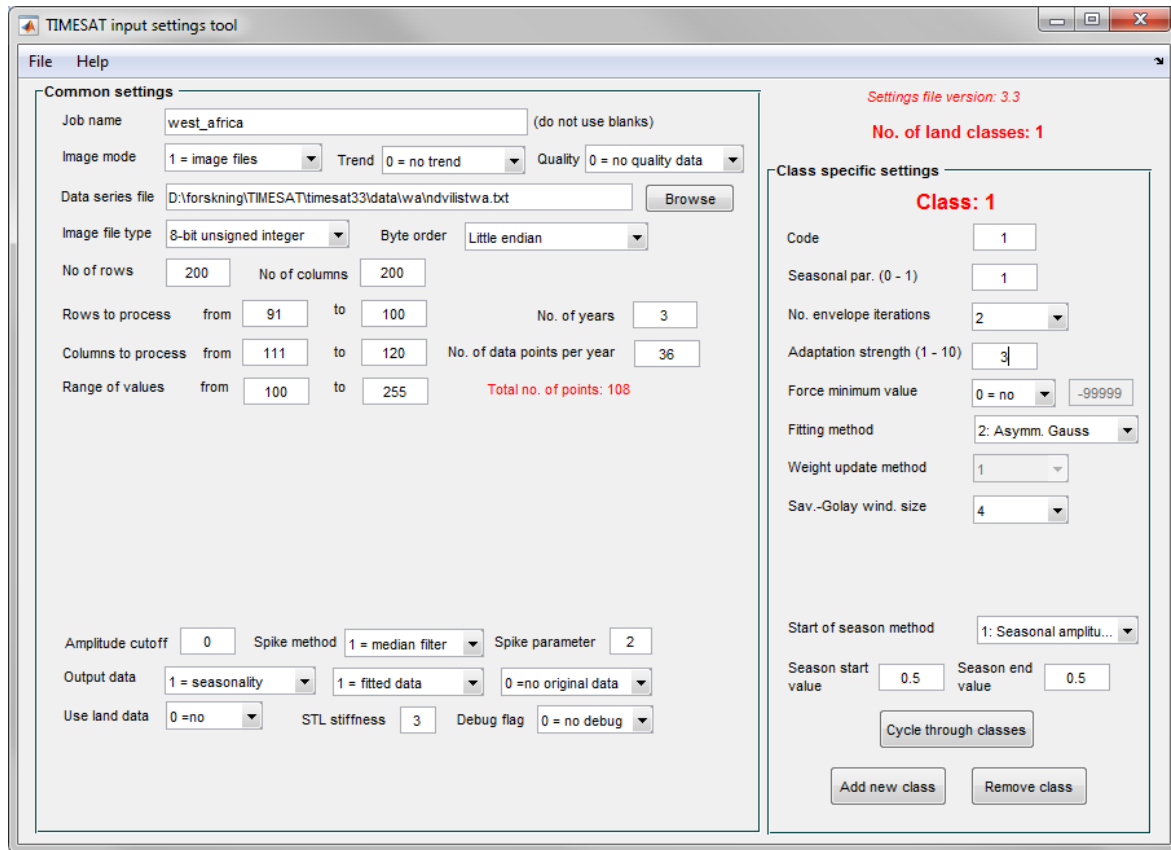 TIMESAT input settings tool
File Help
Common settings
Job name west_africa (do not use blanks)
Image mode 1 = image files Trend 0 = no trend Quality 0 = no quality data
Data series file D:\forskning\TIMESAT\timesat33\data\wa\ndvilistwa.txt Browse
Image file type 8-bit unsigned integer Byte order Little endian
No of rows 200 No of columns 200
Rows to process from 91 to 100 No. of years 3
Columns to process from 111 to 120 No. of data points per year 36
Range of values from 100 to 255 Total no. of points: 108
Amplitude cutoff 0 Spike method 1 = median filter Spike parameter 2
Output data 1 = seasonality 1 = fitted data 0 =no original data
Use land data 0 =no STL stiffness 3 Debug flag 0 = no debug
Settings file version: 3.3
No. of land classes: 1
Class specific settings
Class: 1
Code 1
Seasonal par. (0 - 1) 1
No. envelope iterations 2
Adaptation strength (1 - 10) 3
Force minimum value 0 = no -99999
Fitting method 2: Asymm. Gauss
Weight update method 1
Sav.-Golay wind. size 4
Start of season method 1: Seasonal amplitu...
Season start value 0.5 Season end value 0.5
Cycle through classes
Add new class Remove class